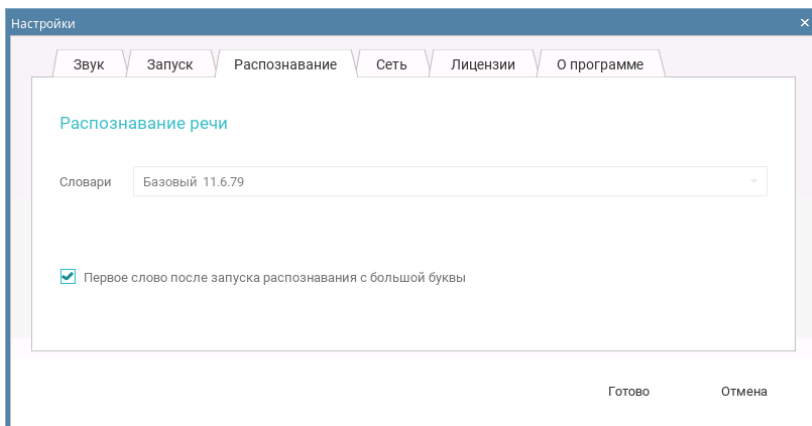 Настройки
Звук Запуск Распознавание Сеть Лицензии О программе
Распознавание речи
Словари Базовый 11.6.79
Первое слово после запуска распознавания с большой буквы
Готово Отмена